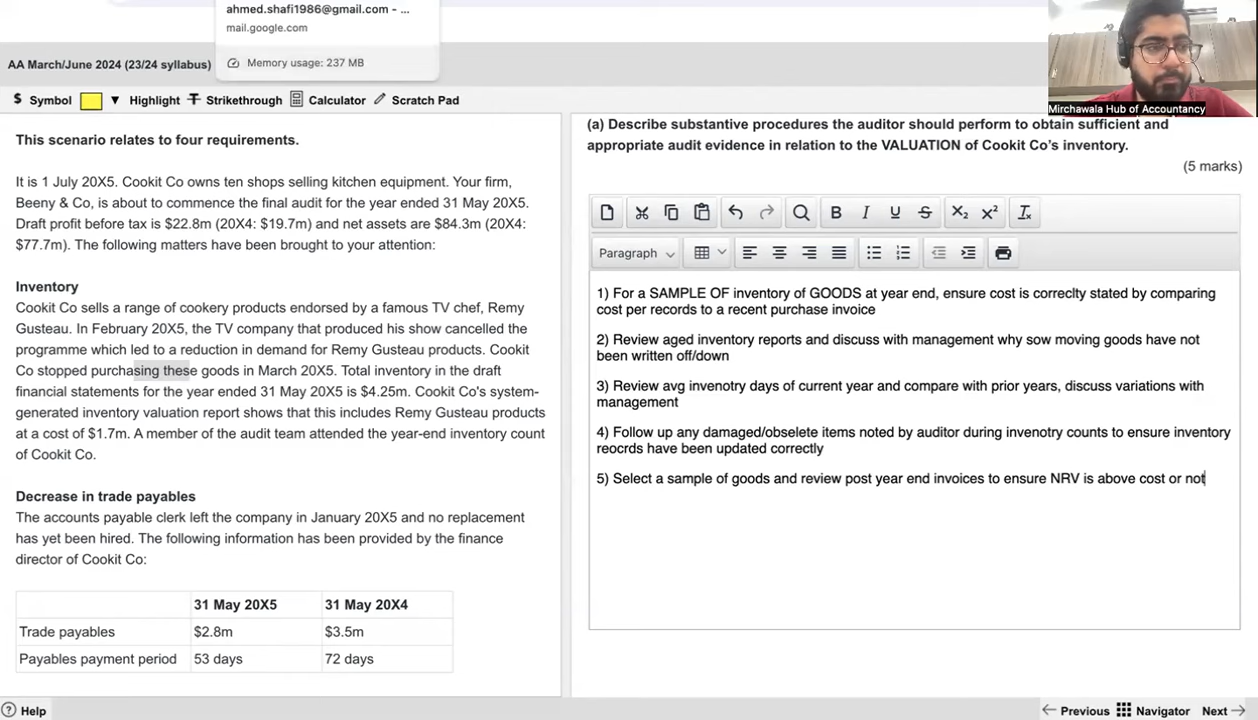 ahmed.shafi1986@gmail.com - ...
mail.google.com
Memory usage: 237 MB
AA March/June 2024 (23/24 syllabus)
$ Symbol ▼ Highlight T Strikethrough Calculator Scratch Pad
Mirchawala Hub of Accountancy
This scenario relates to four requirements.
It is 1 July 20X5. Cookit Co owns ten shops selling kitchen equipment. Your firm,
Beeny & Co, is about to commence the final audit for the year ended 31 May 20X5.
Draft profit before tax is $22.8m (20X4: $19.7m) and net assets are $84.3m (20X4:
$77.7m). The following matters have been brought to your attention:
Inventory
Cookit Co sells a range of cookery products endorsed by a famous TV chef, Remy
Gusteau. In February 20X5, the TV company that produced his show cancelled the
programme which led to a reduction in demand for Remy Gusteau products. Cookit
Co stopped purchasing these goods in March 20X5. Total inventory in the draft
financial statements for the year ended 31 May 20X5 is $4.25m. Cookit Co's system-
generated inventory valuation report shows that this includes Remy Gusteau products
at a cost of $1.7m. A member of the audit team attended the year-end inventory count
of Cookit Co.
Decrease in trade payables
The accounts payable clerk left the company in January 20X5 and no replacement
has yet been hired. The following information has been provided by the finance
director of Cookit Co:
31 May 20X5 31 May 20X4
Trade payables $2.8m $3.5m
Payables payment period 53 days 72 days
(a) Describe substantive procedures the auditor should perform to obtain sufficient and
appropriate audit evidence in relation to the VALUATION of Cookit Co's inventory.
(5 marks)
B I U S X₂ X² Tx
Paragraph
1) For a SAMPLE OF inventory of GOODS at year end, ensure cost is correclty stated by comparing
cost per records to a recent purchase invoice
2) Review aged inventory reports and discuss with management why sow moving goods have not
been written off/down
3) Review avg invenotry days of current year and compare with prior years, discuss variations with
management
4) Follow up any damaged/obselete items noted by auditor during invenotry counts to ensure inventory
reocrds have been updated correctly
5) Select a sample of goods and review post year end invoices to ensure NRV is above cost or not
? Help
Previous Navigator Next